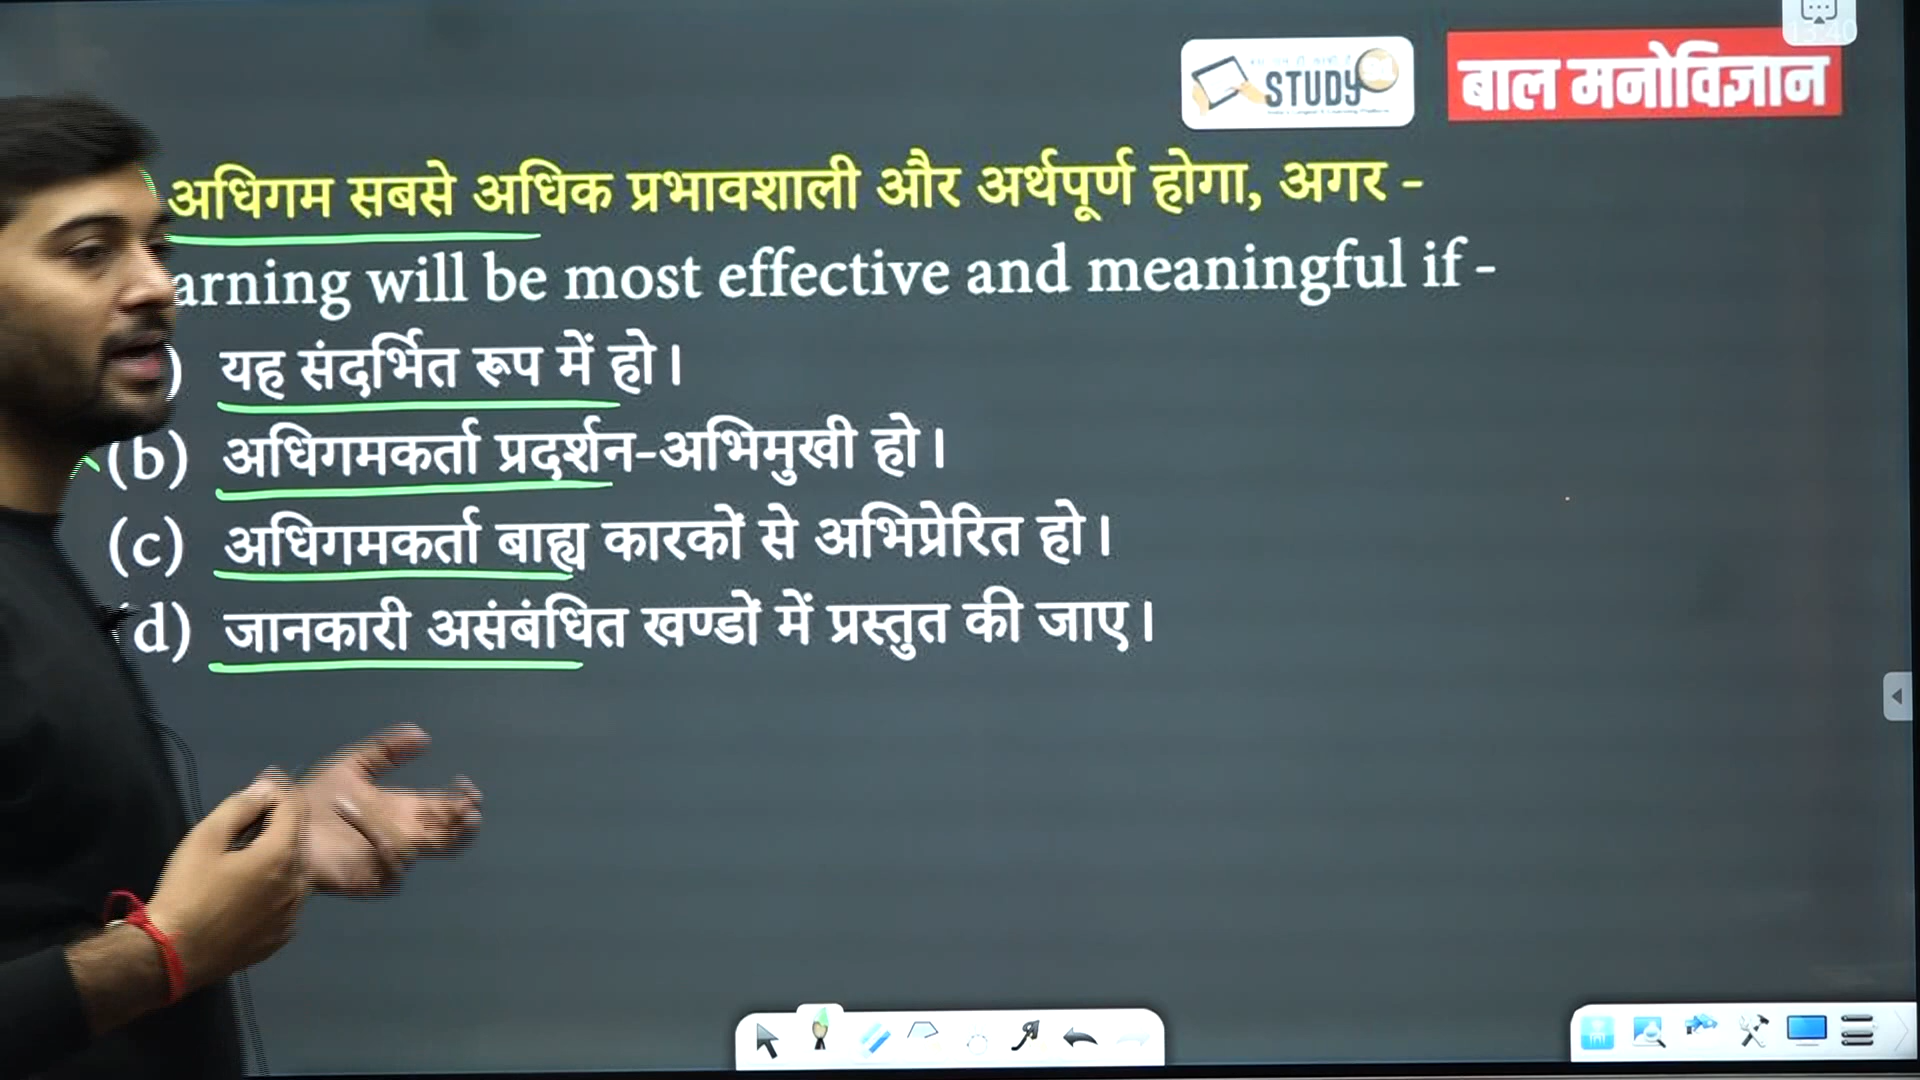 STUDY
बाल मनोविज्ञान
अधिगम सबसे अधिक प्रभावशाली और अर्थपूर्ण होगा, अगर -
arning will be most effective and meaningful if -
) यह संदर्भित रूप में हो।
(b) अधिगमकर्ता प्रदर्शन-अभिमुखी हो।
(c) अधिगमकर्ता बाह्य कारकों से अभिप्रेरित हो।
d) जानकारी असंबंधित खण्डों में प्रस्तुत की जाए।